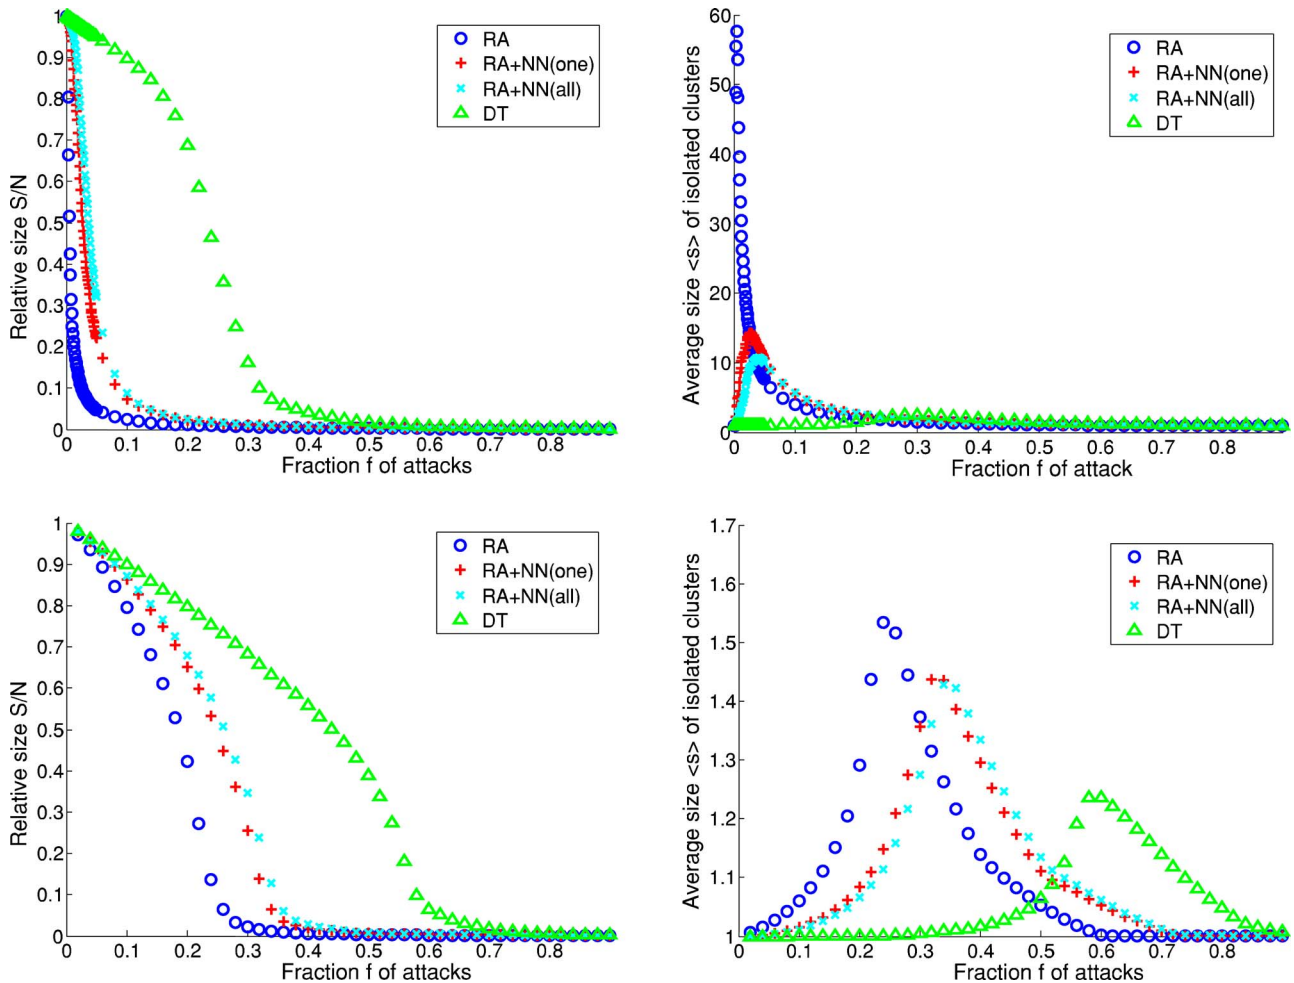 1
0.9
0.8
0.7
0.6
0.5
0.4
0.3
0.2
0.1
0
Relative size S/N
RA
RA+NN(one)
RA+NN(all)
DT
0 0.1 0.2 0.3 0.4 0.5 0.6 0.7 0.8
Fraction f of attacks
60
50
40
30
20
10
0
Average size <s> of isolated clusters
RA
RA+NN(one)
RA+NN(all)
DT
0 0.1 0.2 0.3 0.4 0.5 0.6 0.7 0.8
Fraction f of attack
1
0.9
0.8
0.7
0.6
0.5
0.4
0.3
0.2
0.1
0
Relative size S/N
RA
RA+NN(one)
RA+NN(all)
DT
0 0.1 0.2 0.3 0.4 0.5 0.6 0.7 0.8
Fraction f of attacks
1.7
1.6
1.5
1.4
1.3
1.2
1.1
1
Average size <s> of isolated clusters
RA
RA+NN(one)
RA+NN(all)
DT
0 0.1 0.2 0.3 0.4 0.5 0.6 0.7 0.8
Fraction f of attacks